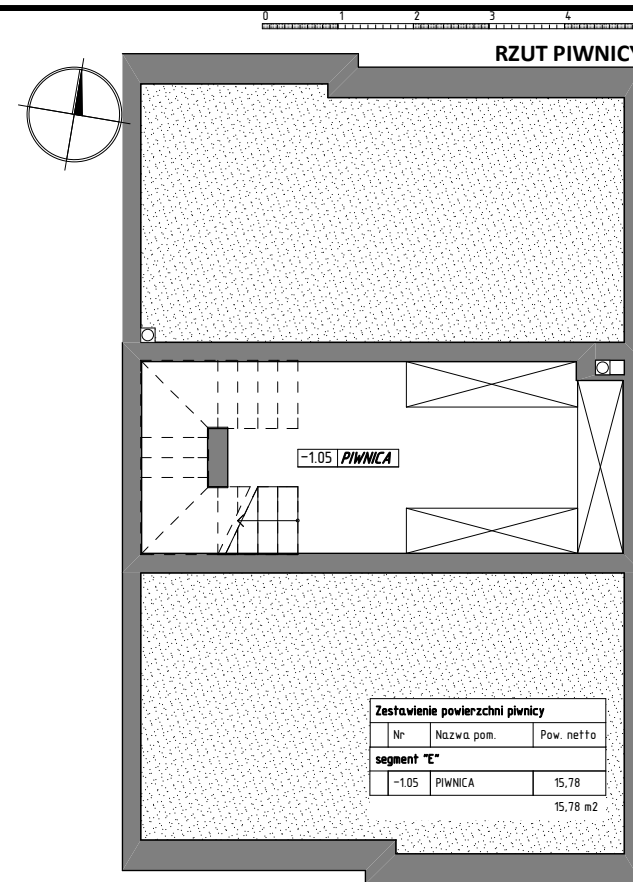 0 1 2 3 4
RZUT PIWNICY
-1.05 PIWNICA
Zestawienie powierzchni piwnicy
Nr Nazwa pom. Pow. netto
segment "E"
-1.05 PIWNICA 15,78
15,78 m2